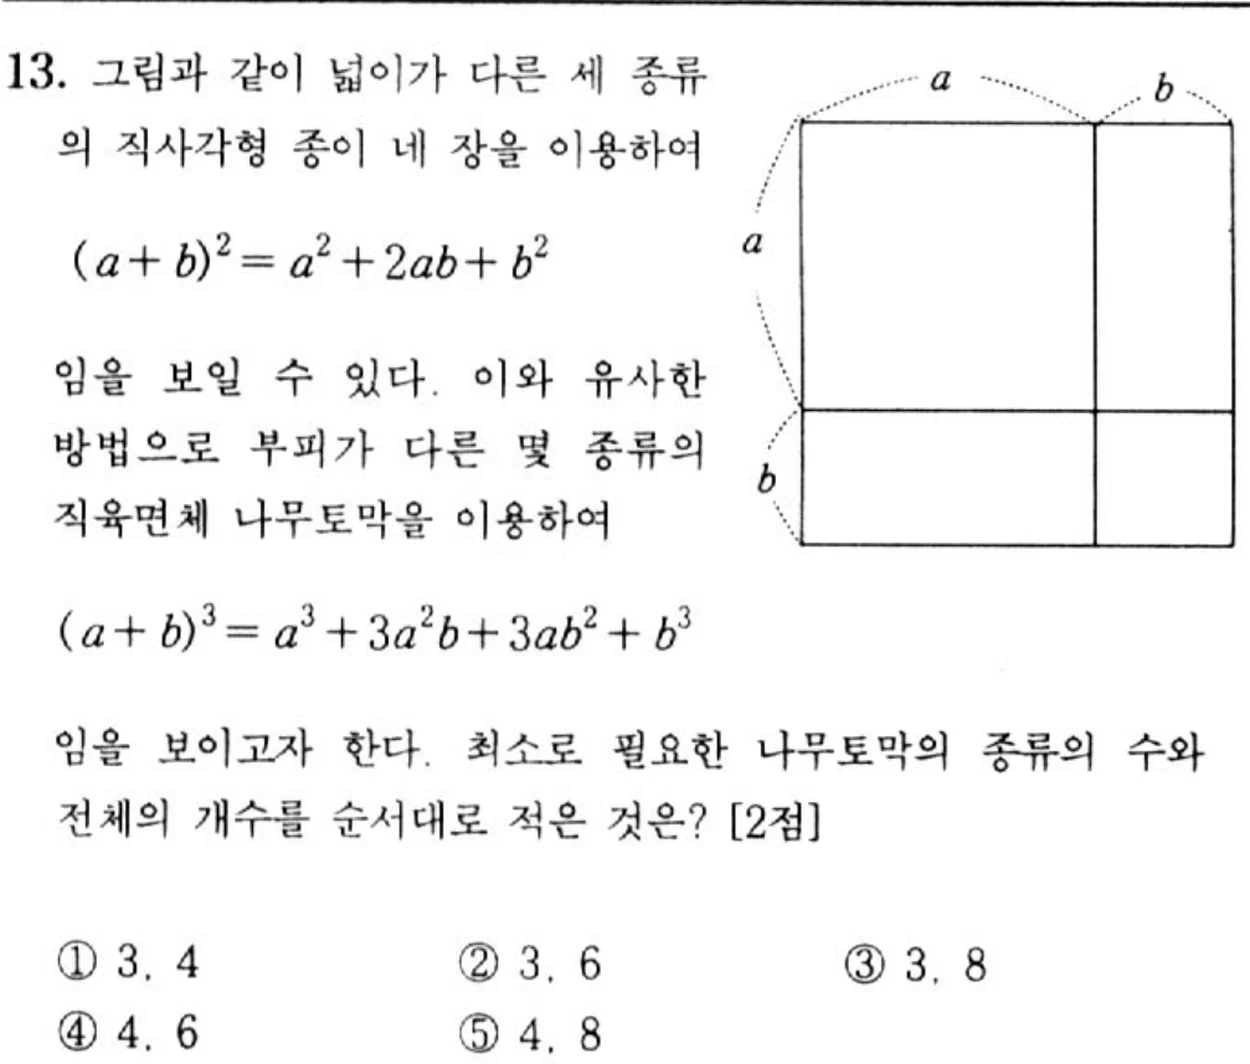 13. 그림과 같이 넓이가 다른 세 종류
의 직사각형 종이 네 장을 이용하여
(a+b)²=a²+2ab+b²
임을 보일 수 있다. 이와 유사한
방법으로 부피가 다른 몇 종류의
직육면체 나무토막을 이용하여
(a+b)³=a³+3a²b+3ab²+b³
임을 보이고자 한다. 최소로 필요한 나무토막의 종류의 수와
전체의 개수를 순서대로 적은 것은? [2점]
① 3, 4 ② 3, 6 ③ 3, 8
④ 4, 6 ⑤ 4, 8
a b
a
b